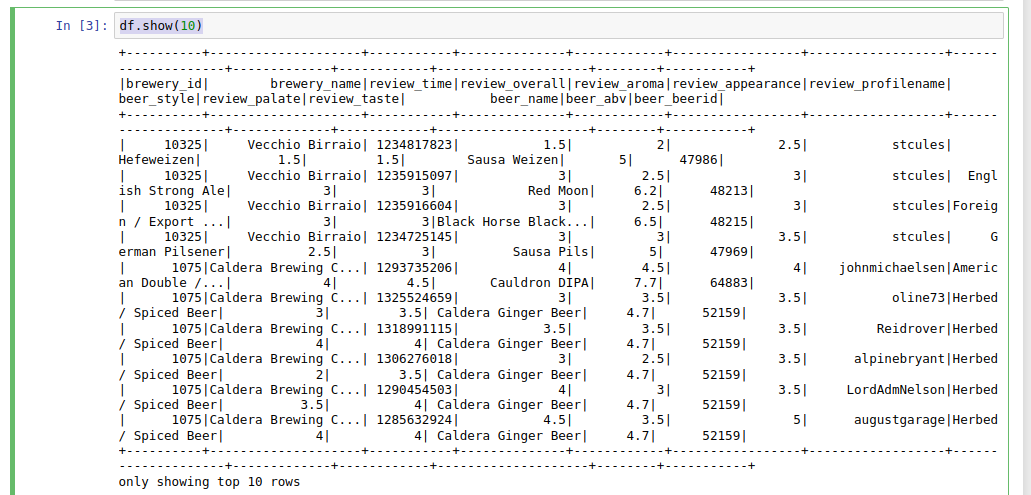 In [3]: df.show(10)
+----------+--------------------+-----------+--------------+------------+-----------------+------------------+------
--------------+-------------+------------+--------------------+--------+-----------+
|brewery_id|        brewery_name|review_time|review_overall|review_aroma|review_appearance|review_profilename|
beer_style|review_palate|review_taste|           beer_name|beer_abv|beer_beerid|
+----------+--------------------+-----------+--------------+------------+-----------------+------------------+------
--------------+-------------+------------+--------------------+--------+-----------+
|     10325|     Vecchio Birraio| 1234817823|           1.5|           2|              2.5|           stcules|
Hefeweizen|          1.5|         1.5|        Sausa Weizen|       5|      47986|
|     10325|     Vecchio Birraio| 1235915097|             3|         2.5|                3|           stcules|  Engl
ish Strong Ale|            3|           3|            Red Moon|     6.2|      48213|
|     10325|     Vecchio Birraio| 1235916604|             3|         2.5|                3|           stcules|Foreig
n / Export ...|            3|           3|Black Horse Black...|     6.5|      48215|
|     10325|     Vecchio Birraio| 1234725145|             3|           3|              3.5|           stcules|     G
erman Pilsener|          2.5|           3|          Sausa Pils|       5|      47969|
|      1075|Caldera Brewing C...| 1293735206|             4|         4.5|                4|     johnmichaelsen|Americ
an Double /...|            4|         4.5|       Cauldron DIPA|     7.7|      64883|
|      1075|Caldera Brewing C...| 1325524659|             3|         3.5|              3.5|           oline73|Herbed
/ Spiced Beer|            3|         3.5| Caldera Ginger Beer|     4.7|      52159|
|      1075|Caldera Brewing C...| 1318991115|           3.5|         3.5|              3.5|         Reidrover|Herbed
/ Spiced Beer|            4|           4| Caldera Ginger Beer|     4.7|      52159|
|      1075|Caldera Brewing C...| 1306276018|             3|         2.5|              3.5|      alpinebryant|Herbed
/ Spiced Beer|            2|         3.5| Caldera Ginger Beer|     4.7|      52159|
|      1075|Caldera Brewing C...| 1290454503|             4|           3|              3.5|     LordAdmNelson|Herbed
/ Spiced Beer|          3.5|           4| Caldera Ginger Beer|     4.7|      52159|
|      1075|Caldera Brewing C...| 1285632924|           4.5|         3.5|                5|      augustgarage|Herbed
/ Spiced Beer|            4|           4| Caldera Ginger Beer|     4.7|      52159|
+----------+--------------------+-----------+--------------+------------+-----------------+------------------+------
--------------+-------------+------------+--------------------+--------+-----------+
only showing top 10 rows